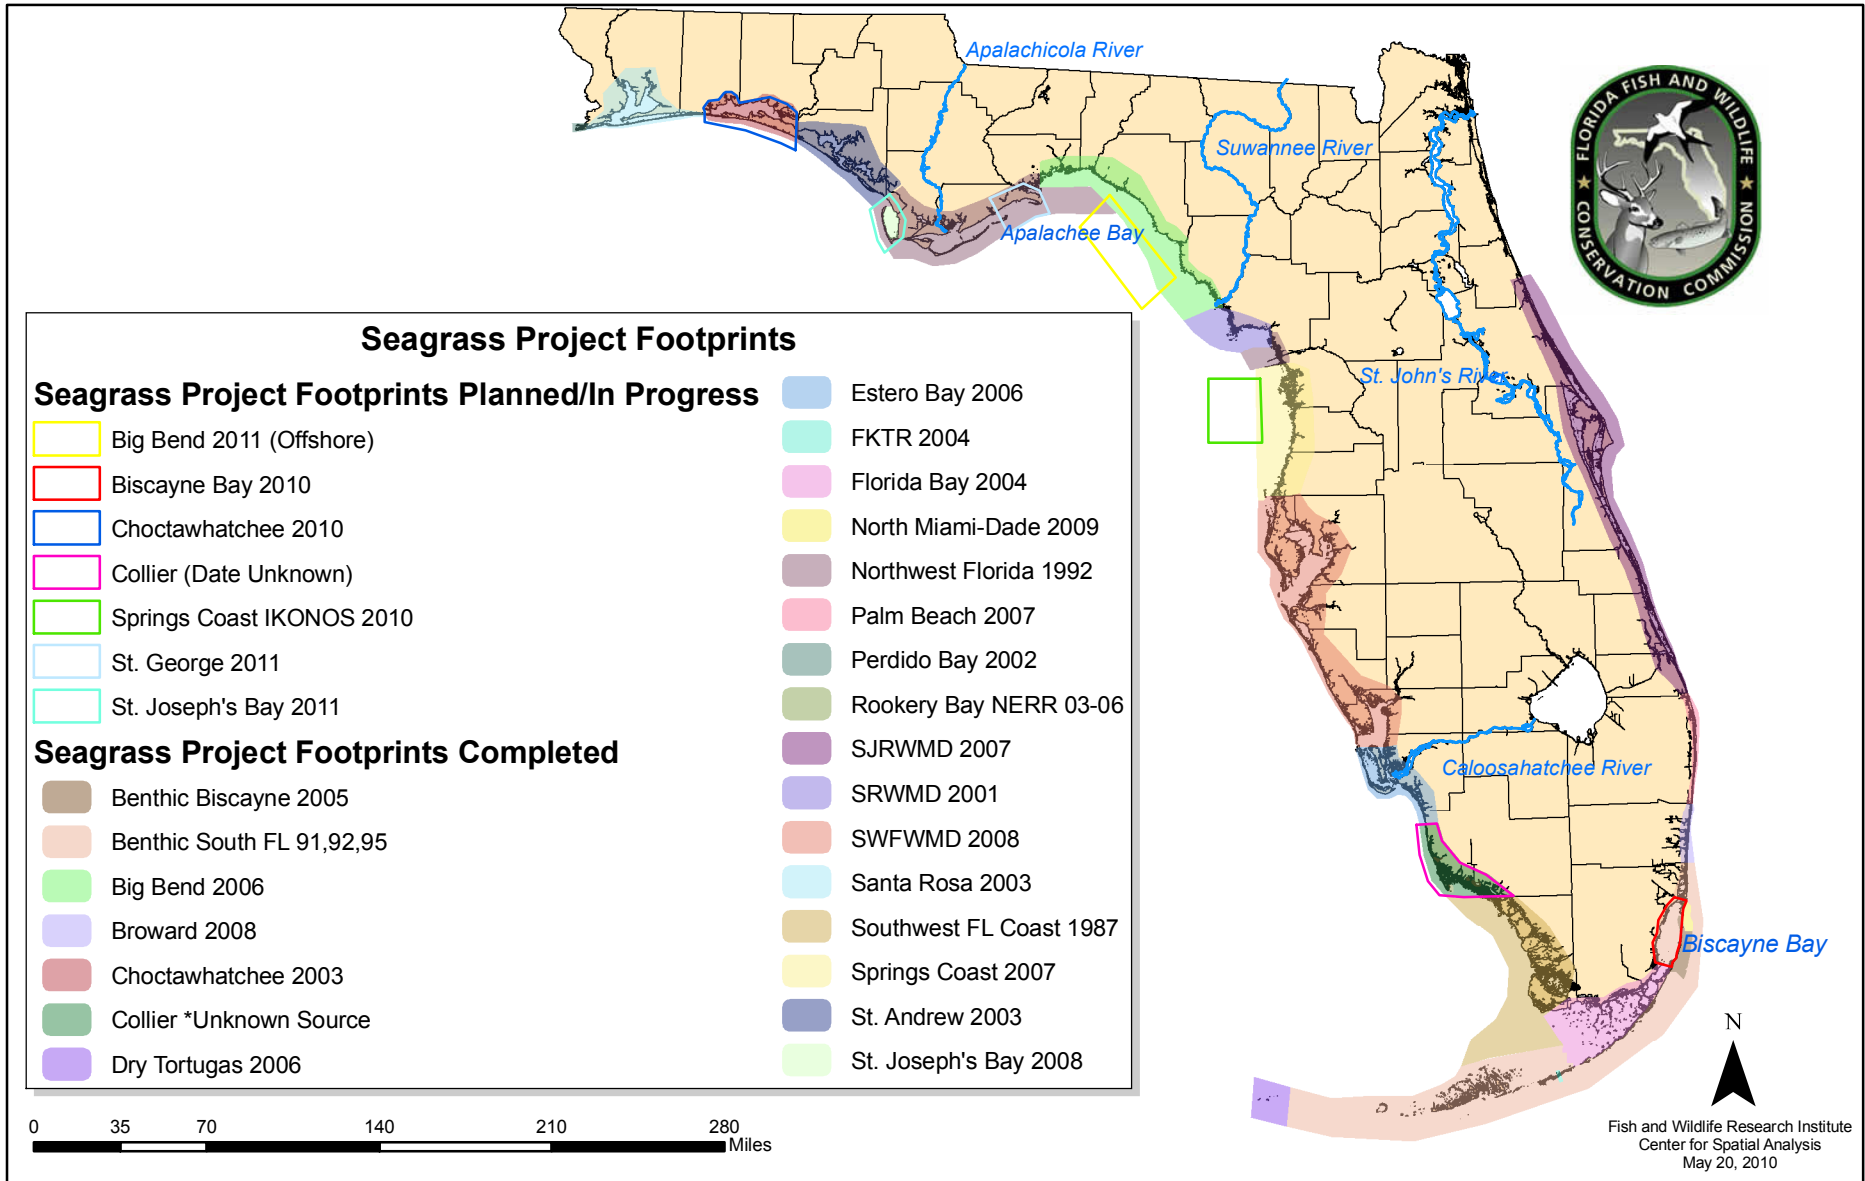 Apalachicola River
Suwannee River
Apalachee Bay
St. John's River
Caloosahatchee River
Biscayne Bay
FLORIDA FISH AND WILDLIFE
CONSERVATION COMMISSION
Seagrass Project Footprints
Seagrass Project Footprints Planned/In Progress
Big Bend 2011 (Offshore)
Biscayne Bay 2010
Choctawhatchee 2010
Collier (Date Unknown)
Springs Coast IKONOS 2010
St. George 2011
St. Joseph's Bay 2011
Seagrass Project Footprints Completed
Benthic Biscayne 2005
Benthic South FL 91,92,95
Big Bend 2006
Broward 2008
Choctawhatchee 2003
Collier *Unknown Source
Dry Tortugas 2006
Estero Bay 2006
FKTR 2004
Florida Bay 2004
North Miami-Dade 2009
Northwest Florida 1992
Palm Beach 2007
Perdido Bay 2002
Rookery Bay NERR 03-06
SJRWMD 2007
SRWMD 2001
SWFWMD 2008
Santa Rosa 2003
Southwest FL Coast 1987
Springs Coast 2007
St. Andrew 2003
St. Joseph's Bay 2008
0 35 70 140 210 280
Miles
N
Fish and Wildlife Research Institute
Center for Spatial Analysis
May 20, 2010